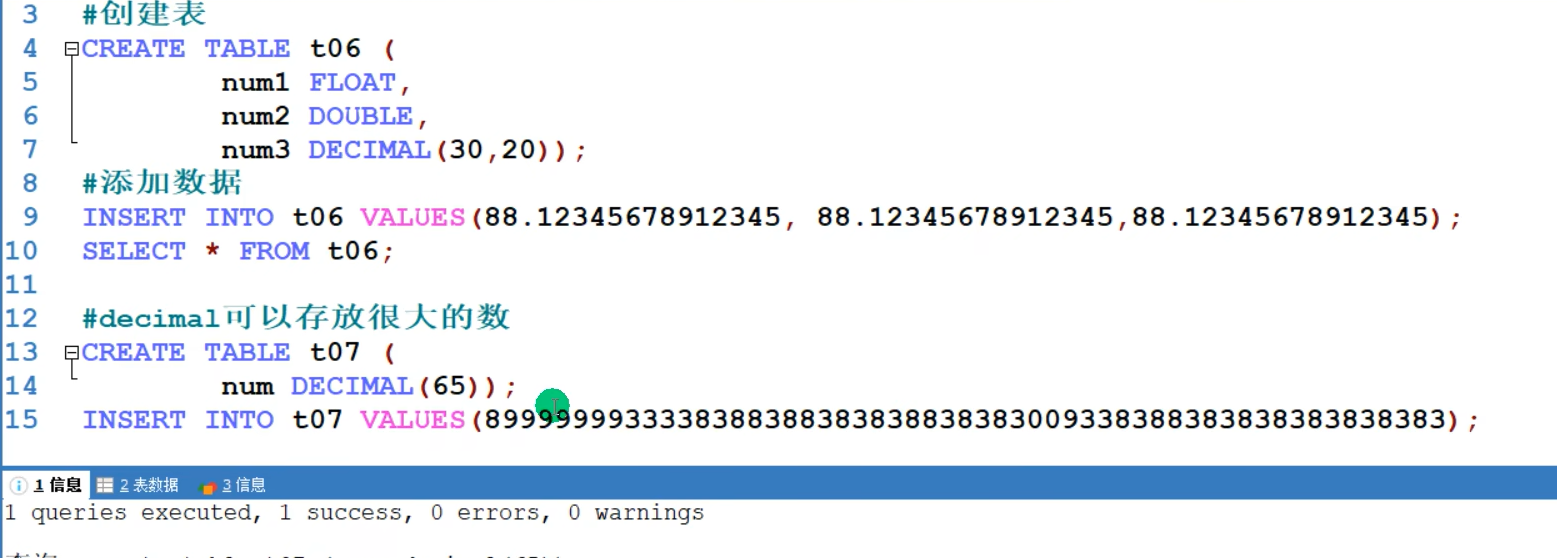 3 #创建表
4 CREATE TABLE t06 (
5 num1 FLOAT,
6 num2 DOUBLE,
7 num3 DECIMAL(30,20));
8 #添加数据
9 INSERT INTO t06 VALUES(88.12345678912345, 88.12345678912345,88.12345678912345);
10 SELECT * FROM t06;
11
12 #decimal可以存放很大的数
13 CREATE TABLE t07 (
14 num DECIMAL(65));
15 INSERT INTO t07 VALUES(8999999933338388388383838838383009338388383838383838383);
1 信息 2 表数据 3 信息
1 queries executed, 1 success, 0 errors, 0 warnings